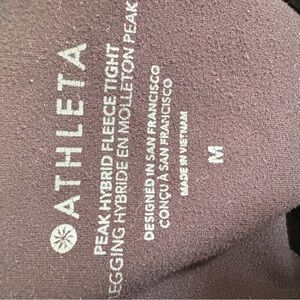 ATHLETA
PEAK HYBRID FLEECE TIGHT
LEGGING HYBRIDE EN MOLLETON PEAK
DESIGNED IN SAN FRANCISCO
CONÇU À SAN FRANCISCO
MADE IN VIETNAM
M